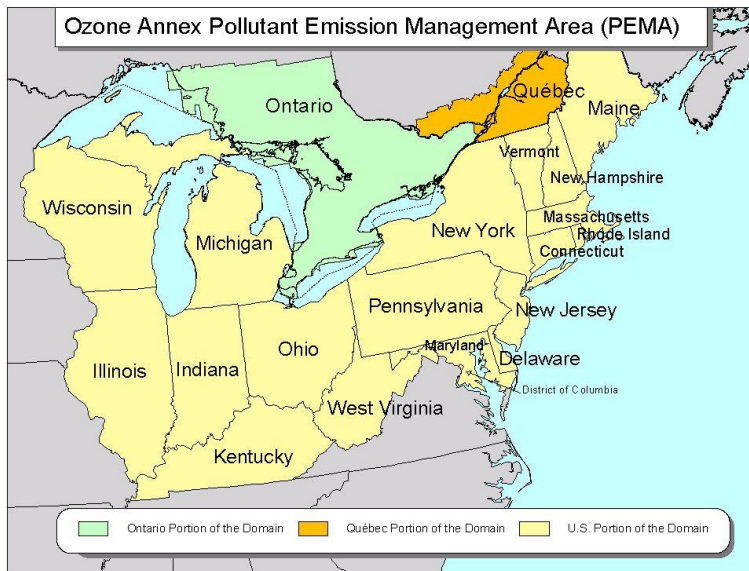 Ozone Annex Pollutant Emission Management Area (PEMA)
Québec
Ontario
Maine
Vermont
New Hampshire
Wisconsin
Massachusetts
New York
Rhode Island
Michigan
Connecticut
Pennsylvania
New Jersey
Maryland
Ohio
Delaware
Illinois
Indiana
District of Columbia
West Virginia
Kentucky
Ontario Portion of the Domain
Québec Portion of the Domain
U.S. Portion of the Domain